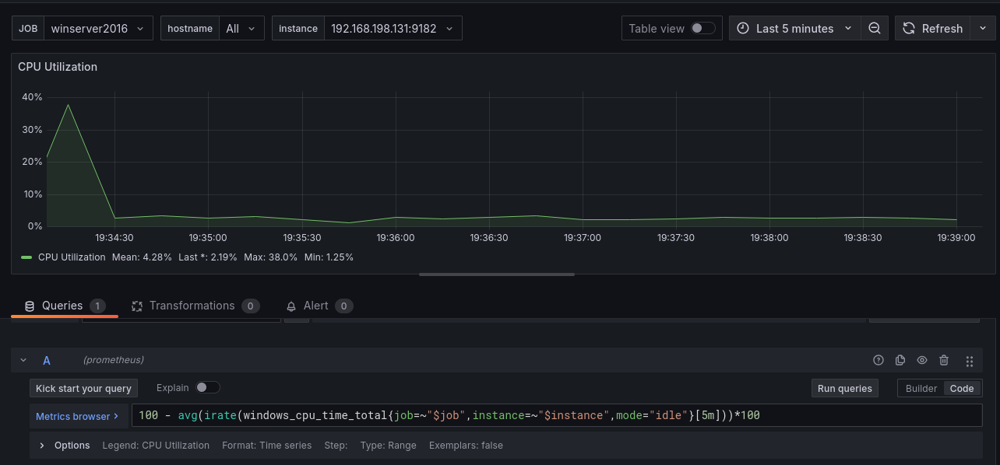 JOB winserver2016 hostname All instance 192.168.198.131:9182 Table view Last 5 minutes Refresh
CPU Utilization
40%
30%
20%
10%
0%
19:34:30 19:35:00 19:35:30 19:36:00 19:36:30 19:37:00 19:37:30 19:38:00 19:38:30 19:39:00
CPU Utilization Mean: 4.28% Last *: 2.19% Max: 38.0% Min: 1.25%
Queries 1 Transformations 0 Alert 0
A (prometheus)
Kick start your query Explain Run queries Builder Code
Metrics browser > 100 - avg(irate(windows_cpu_time_total{job=~"$job",instance=~"$instance",mode="idle"}[5m]))*100
> Options Legend: CPU Utilization Format: Time series Step: Type: Range Exemplars: false